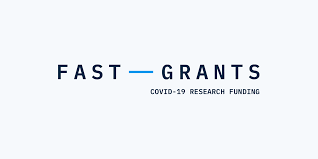 FAST — GRANTS
COVID-19 RESEARCH FUNDING